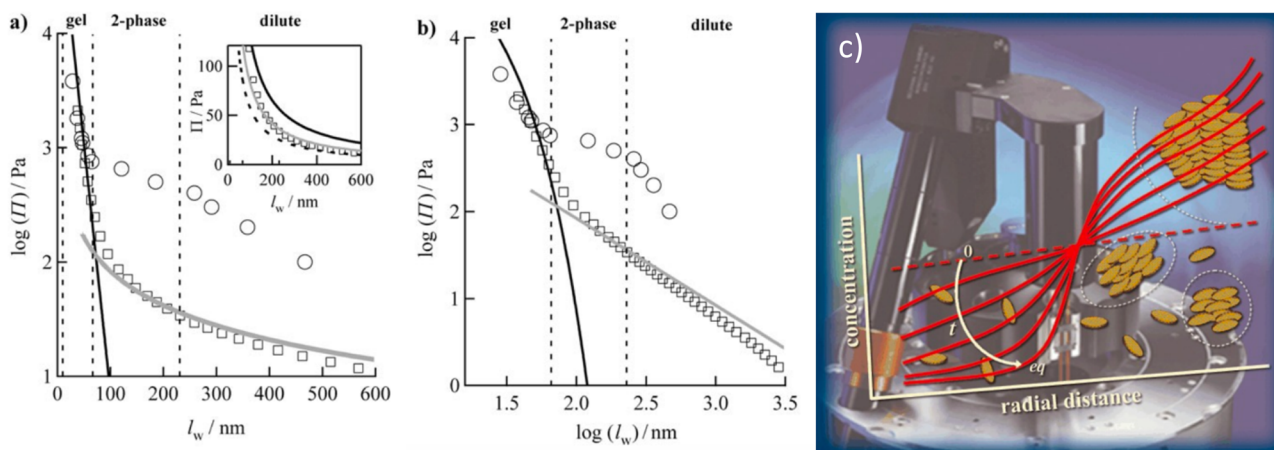 a)
gel 2-phase dilute
log (Π) / Pa
4
3
2
1
0 100 200 300 400 500 600
l_w / nm
Π / Pa
100
50
0
0 200 400 600
l_w / nm
b)
gel 2-phase dilute
log (Π) / Pa
4
3
2
1
0
1.5 2.0 2.5 3.0 3.5
log (l_w) / nm
c)
concentration
0
t
eq
radial distance